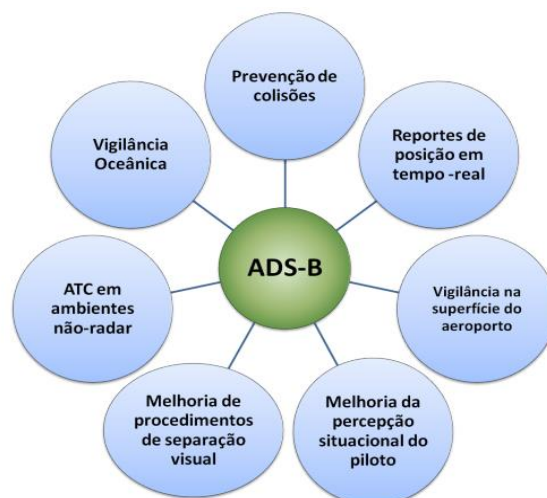 Prevenção de
colisões
Reportes de
posição em
tempo -real
Vigilância na
superfície do
aeroporto
Melhoria da
percepção
situacional do
piloto
Melhoria de
procedimentos
de separação
visual
ATC em
ambientes
não-radar
Vigilância
Oceânica
ADS-B